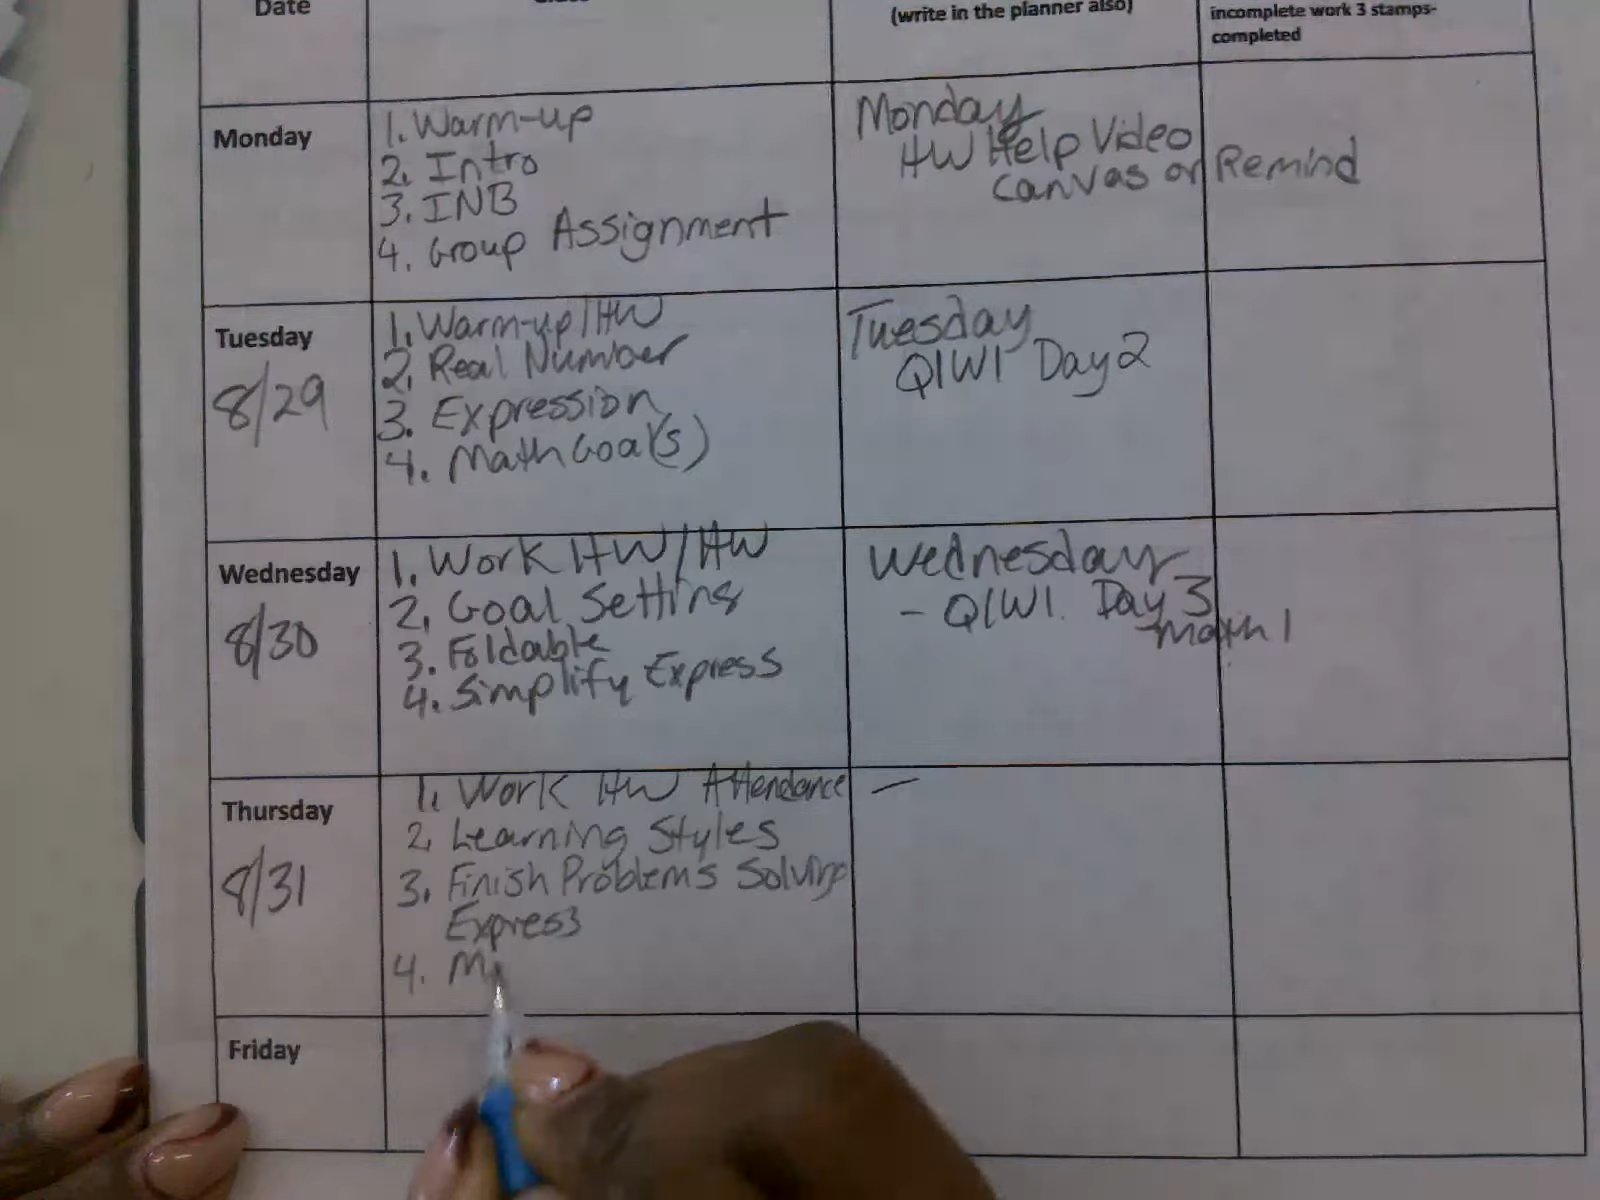 Date
(write in the planner also)
incomplete work 3 stamps-
completed
Monday
1. Warm-up
2. Intro
3. INB
4. Group Assignment
Monday
HW Help Video
Canvas or Remind
Tuesday
8/29
1. Warm-up/HW
2. Real Number
3. Expression
4. Math Goal(s)
Tuesday
Q1W1 Day 2
Wednesday
8/30
1. Work HW/HW
2. Goal Setting
3. Foldable
4. Simplify Express
Wednesday
- Q1W1. Day 3
-Math 1
Thursday
8/31
1. Work HW Attendance
2. Learning Styles
3. Finish Problems Solving
Express
4. M
—
Friday